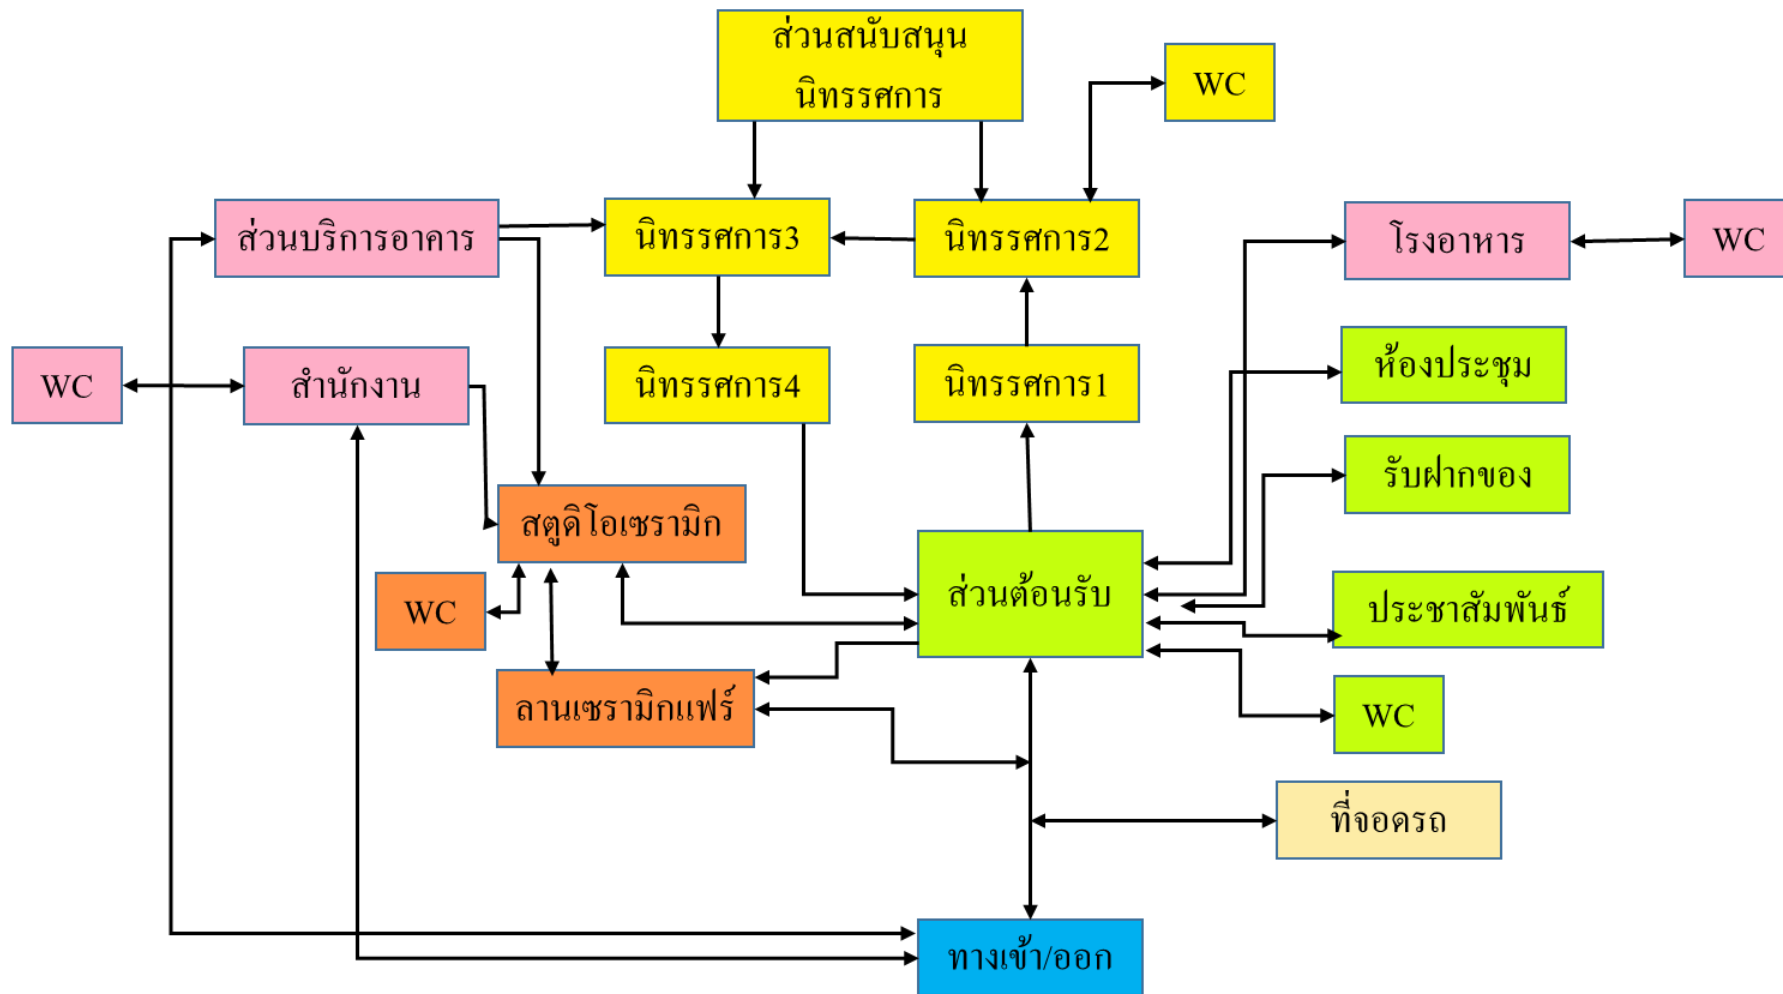 ส่วนสนับสนุน
นิทรรศการ
WC
ส่วนบริการอาคาร
นิทรรศการ3
นิทรรศการ2
โรงอาหาร
WC
ห้องประชุม
WC
สำนักงาน
นิทรรศการ4
นิทรรศการ1
รับฝากของ
สตูดิโอเซรามิก
WC
ส่วนต้อนรับ
ประชาสัมพันธ์
ลานเซรามิกแฟร์
WC
ที่จอดรถ
ทางเข้า/ออก